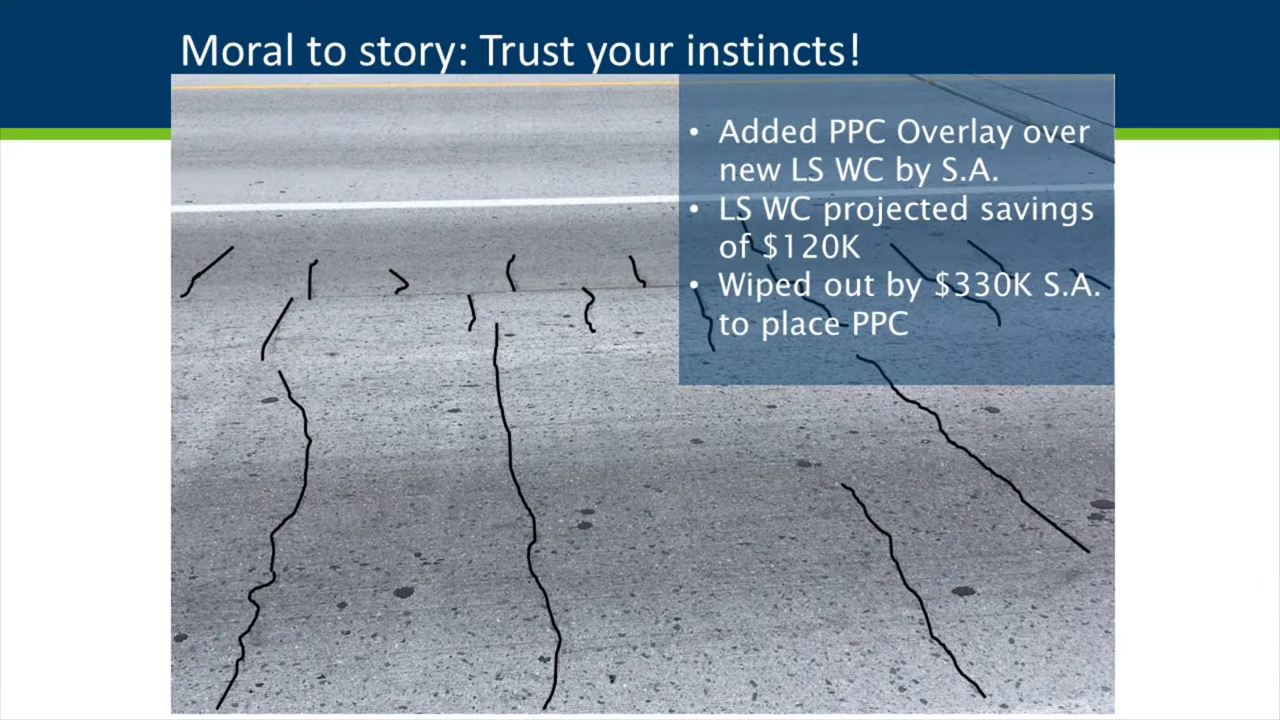 Moral to story: Trust your instincts!
• Added PPC Overlay over
new LS WC by S.A.
• LS WC projected savings
of $120K
• Wiped out by $330K S.A.
to place PPC